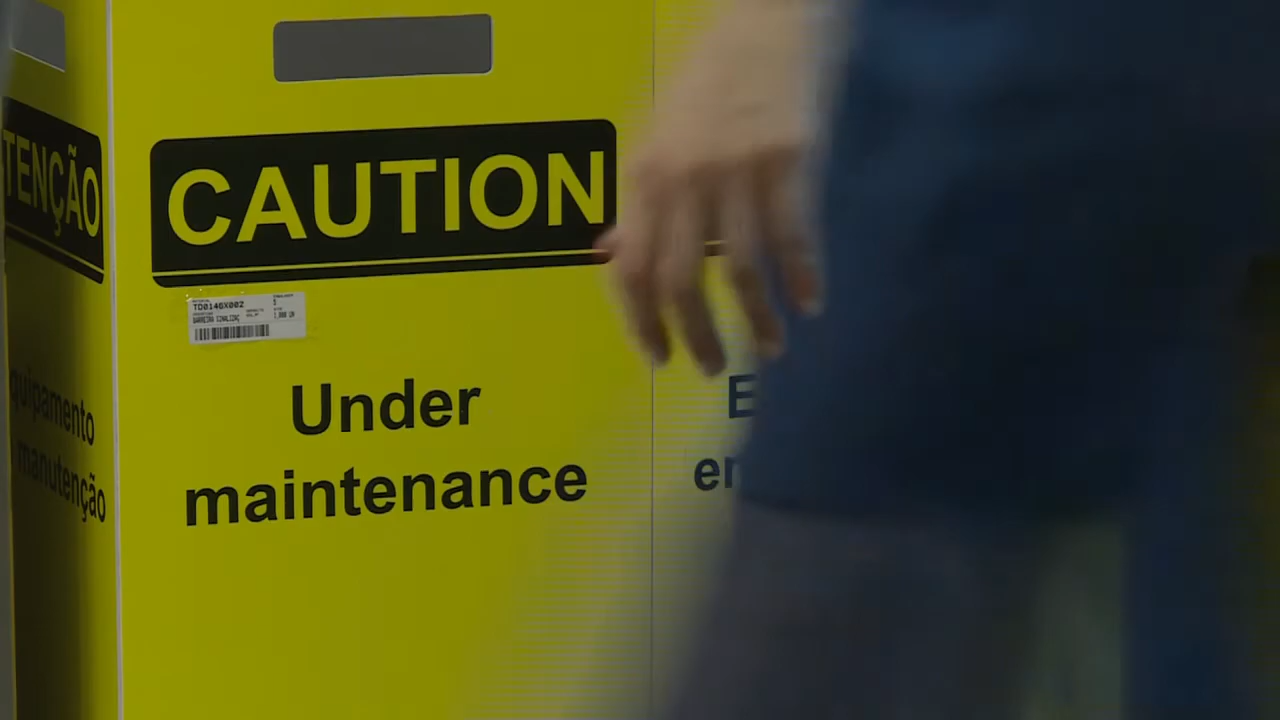 TENÇÃO
quipamento
manutenção
CAUTION
TD0146X002
Under
maintenance
E
en